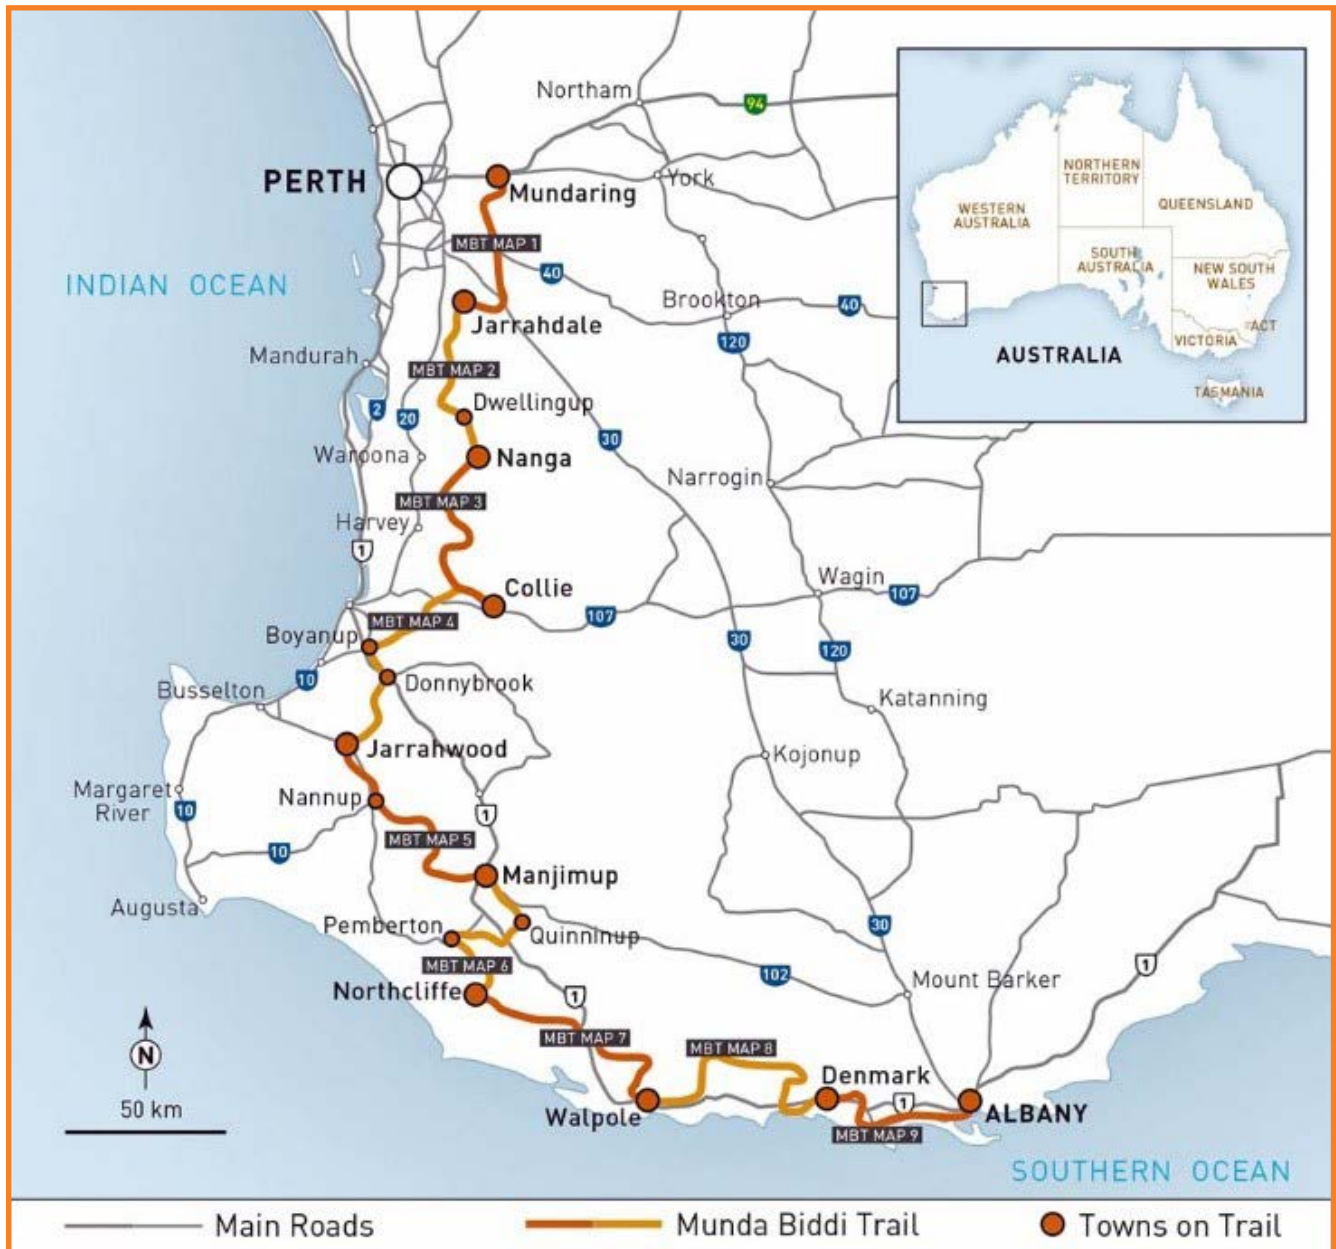 Northam
94
PERTH
Mundaring
York
MBT MAP 1
INDIAN OCEAN
40
Jarrahdale
Brookton
40
120
Mandurah
MBT MAP 2
2
20
Dwellingup
30
Waroona
Nanga
Narrogin
MBT MAP 3
Harvey
1
Collie
Wagin
107
107
MBT MAP 4
Boyanup
30
120
10
Donnybrook
Busselton
Katanning
Jarrahwood
Kojonup
Margaret
River
10
Nannup
1
MBT MAP 5
10
Manjimup
Augusta
Pemberton
Quinninup
30
MBT MAP 6
102
1
Northcliffe
1
Mount Barker
MBT MAP 7
MBT MAP 8
Denmark
1
Walpole
ALBANY
MBT MAP 9
N
50 km
SOUTHERN OCEAN
NORTHERN
TERRITORY
WESTERN
AUSTRALIA
QUEENSLAND
SOUTH
AUSTRALIA
NEW SOUTH
WALES
ACT
VICTORIA
AUSTRALIA
TASMANIA
Main Roads
Munda Biddi Trail
Towns on Trail